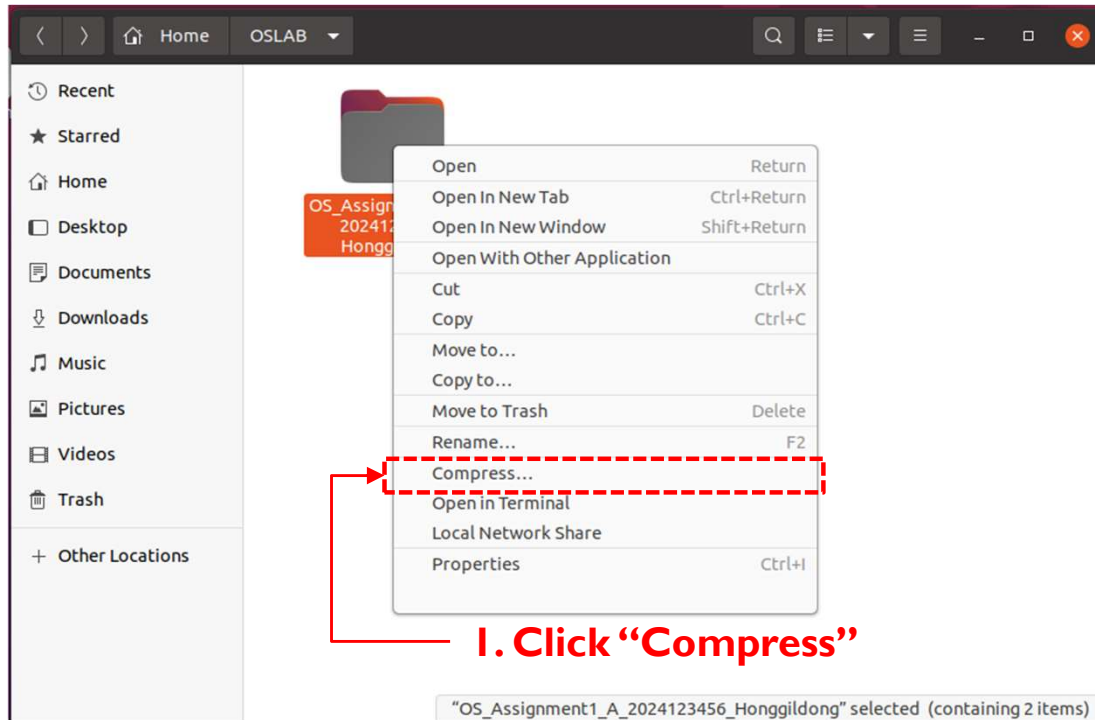 Home OSLAB
Recent
Starred
Home
Desktop
Documents
Downloads
Music
Pictures
Videos
Trash
+ Other Locations
OS_Assign
20241
Hongg
Open Return
Open In New Tab Ctrl+Return
Open In New Window Shift+Return
Open With Other Application
Cut Ctrl+X
Copy Ctrl+C
Move to…
Copy to…
Move to Trash Delete
Rename… F2
Compress…
Open in Terminal
Local Network Share
Properties Ctrl+I
1. Click “Compress”
“OS_Assignment1_A_2024123456_Honggildong” selected (containing 2 items)